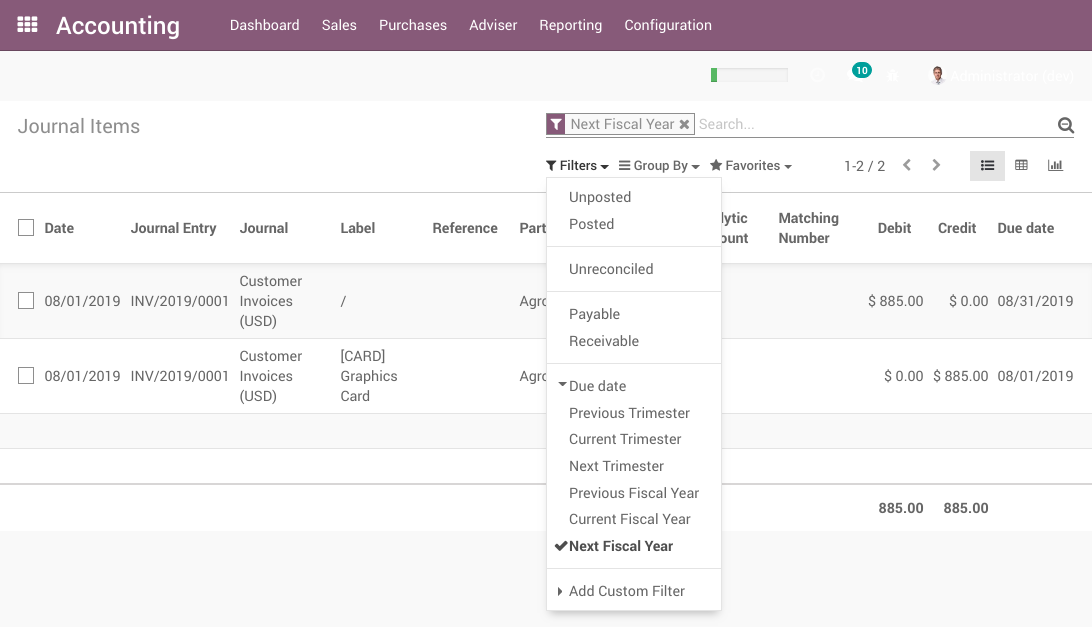 Accounting Dashboard Sales Purchases Adviser Reporting Configuration
10 Administrator
Journal Items Next Fiscal Year Search...
Filters Group By Favorites 1-2 / 2
Unposted
Posted
Unreconciled
Payable
Receivable
Due date
Previous Trimester
Current Trimester
Next Trimester
Previous Fiscal Year
Current Fiscal Year
Next Fiscal Year
Add Custom Filter
Date Journal Entry Journal Label Reference Part lytic Matching Debit Credit Due date
ount Number
08/01/2019 INV/2019/0001 Customer / Agro $ 885.00 $ 0.00 08/31/2019
Invoices
(USD)
08/01/2019 INV/2019/0001 Customer [CARD] Agro $ 0.00 $ 885.00 08/01/2019
Invoices Graphics
(USD) Card
885.00 885.00